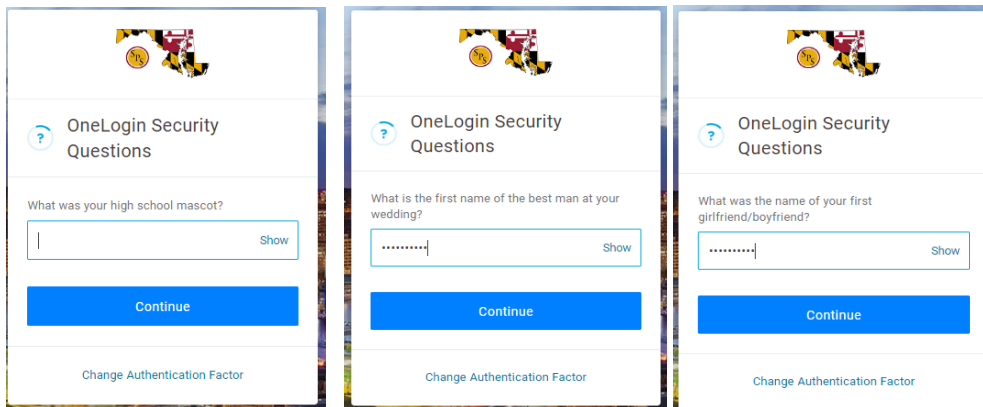 SPS
OneLogin Security
Questions
What was your high school mascot?
Show
Continue
Change Authentication Factor
SPS
OneLogin Security
Questions
What is the first name of the best man at your
wedding?
••••••••••
Show
Continue
Change Authentication Factor
SPS
OneLogin Security
Questions
What was the name of your first
girlfriend/boyfriend?
••••••••••
Show
Continue
Change Authentication Factor